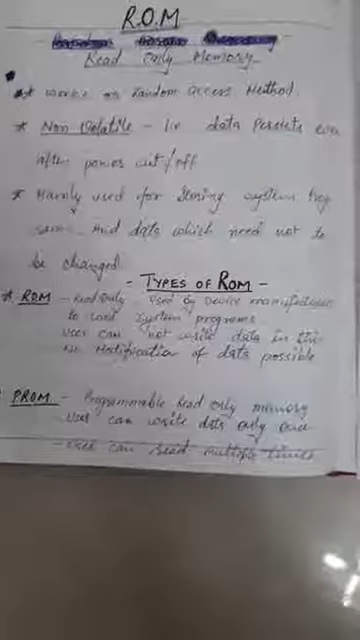 R.O.M
Read Only Memory
* works on random access Method
* Non Volatile - i.e data persists even
after power cut/off
* Mainly used for storing system prog
rams and data which need not to
be changed
- TYPES OF ROM -
* ROM - Read Only - Used by Device manufacturer
to load system programs
User can not write data in this
No Modification of data possible
PROM - Programmable Read only memory
User can write data only once
- User can read multiple times